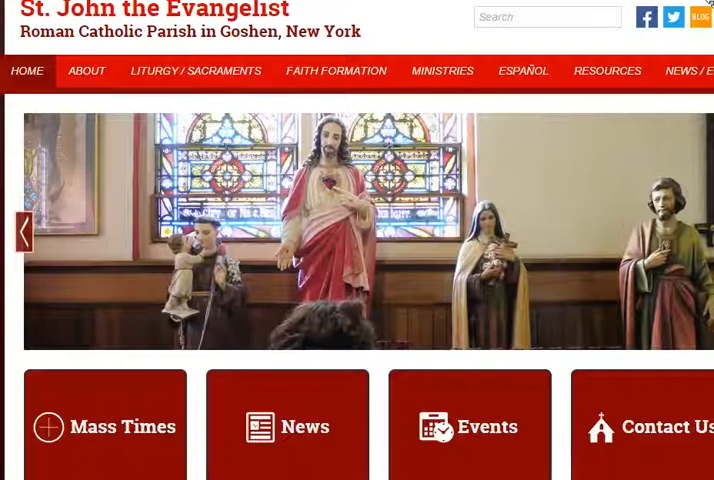 St. John the Evangelist
Roman Catholic Parish in Goshen, New York
Search
BLOG
HOME ABOUT LITURGY / SACRAMENTS FAITH FORMATION MINISTRIES ESPAÑOL RESOURCES NEWS / E
Mass Times News Events Contact Us